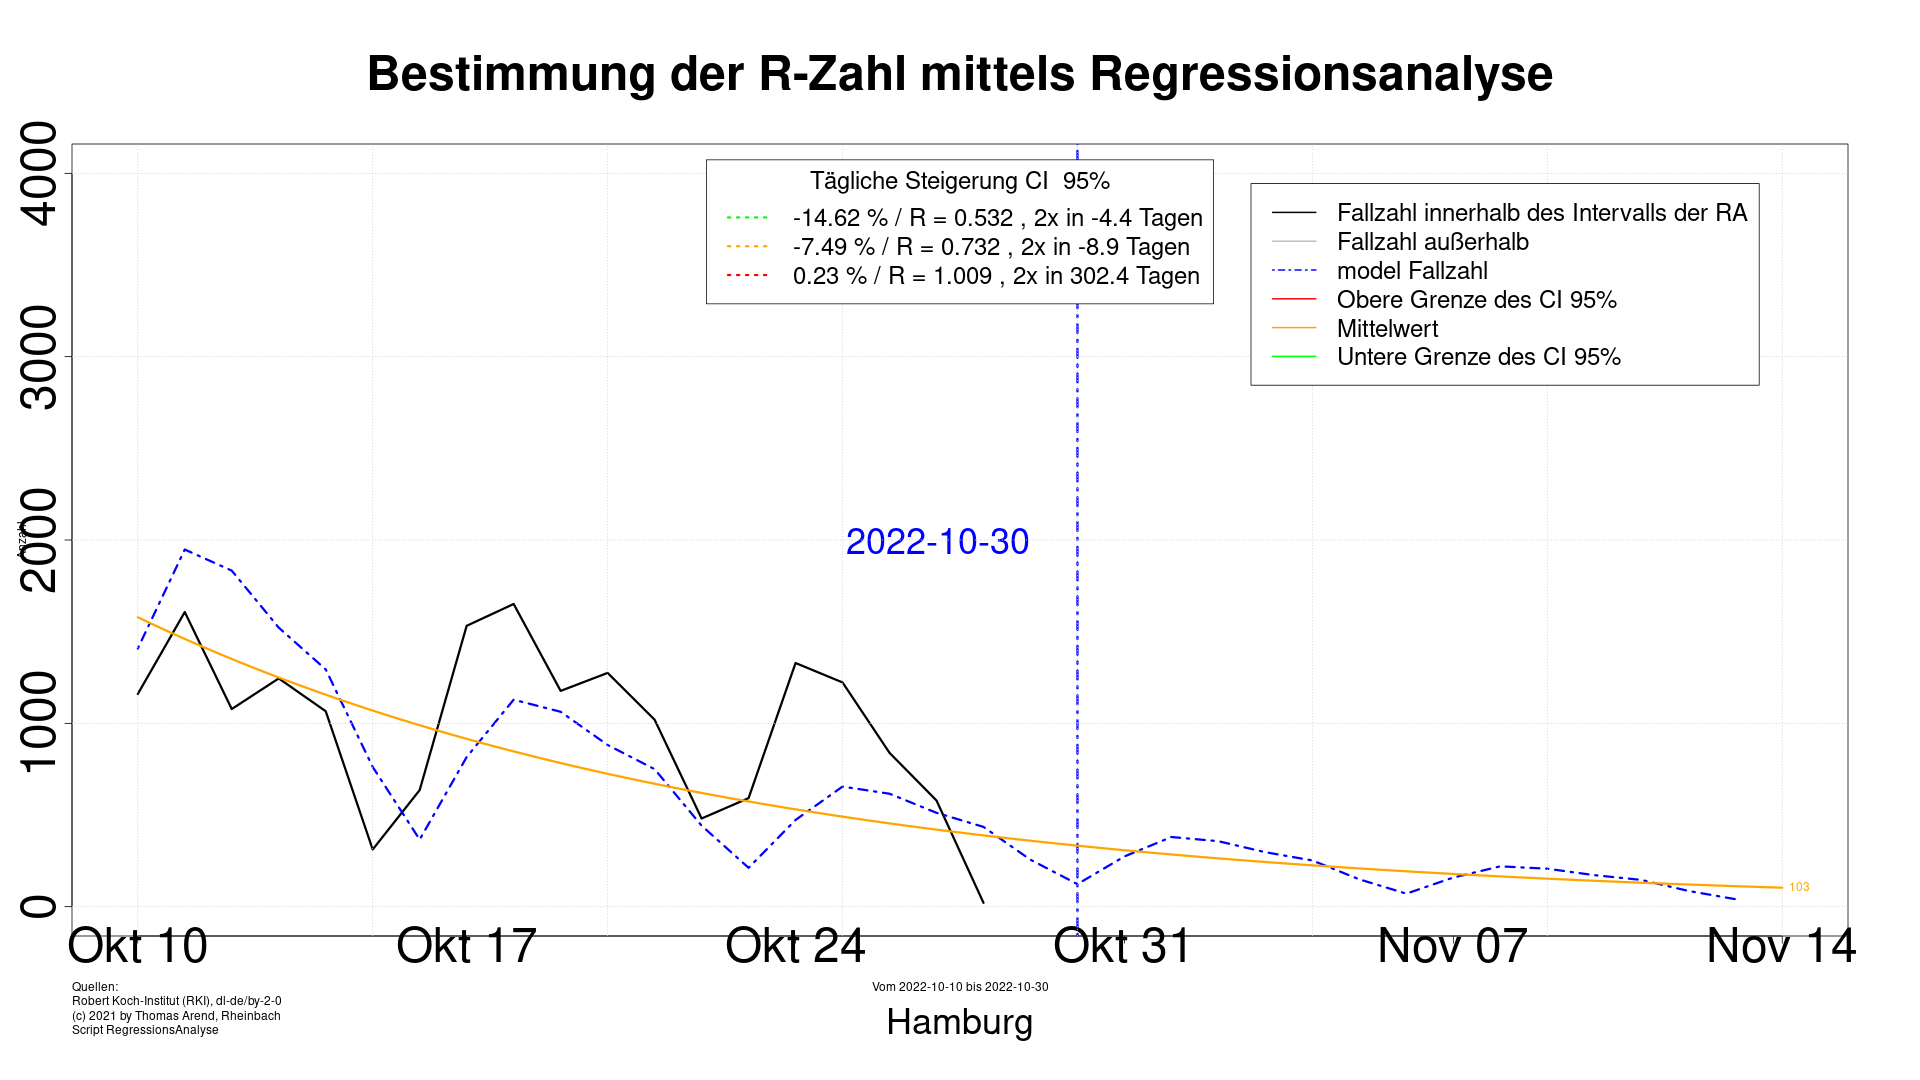 Bestimmung der R-Zahl mittels Regressionsanalyse
Tägliche Steigerung CI  95%
-14.62 % / R = 0.532 , 2x in -4.4 Tagen
-7.49 % / R = 0.732 , 2x in -8.9 Tagen
0.23 % / R = 1.009 , 2x in 302.4 Tagen
Fallzahl innerhalb des Intervalls der RA
Fallzahl außerhalb
model Fallzahl
Obere Grenze des CI 95%
Mittelwert
Untere Grenze des CI 95%
4000
3000
2000
1000
0
Anzahl
2022-10-30
103
Okt 10
Okt 17
Okt 24
Okt 31
Nov 07
Nov 14
Quellen:
Robert Koch-Institut (RKI), dl-de/by-2-0
(c) 2021 by Thomas Arend, Rheinbach
Script RegressionsAnalyse
Vom 2022-10-10 bis 2022-10-30
Hamburg